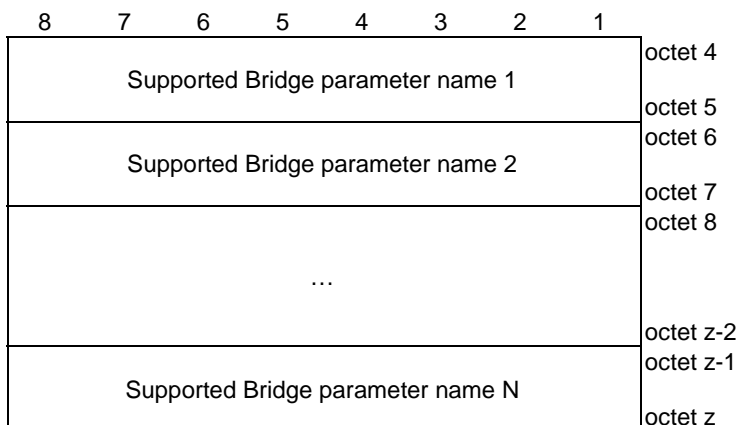 8 7 6 5 4 3 2 1
octet 4
Supported Bridge parameter name 1
octet 5
octet 6
Supported Bridge parameter name 2
octet 7
octet 8
…
octet z-2
octet z-1
Supported Bridge parameter name N
octet z